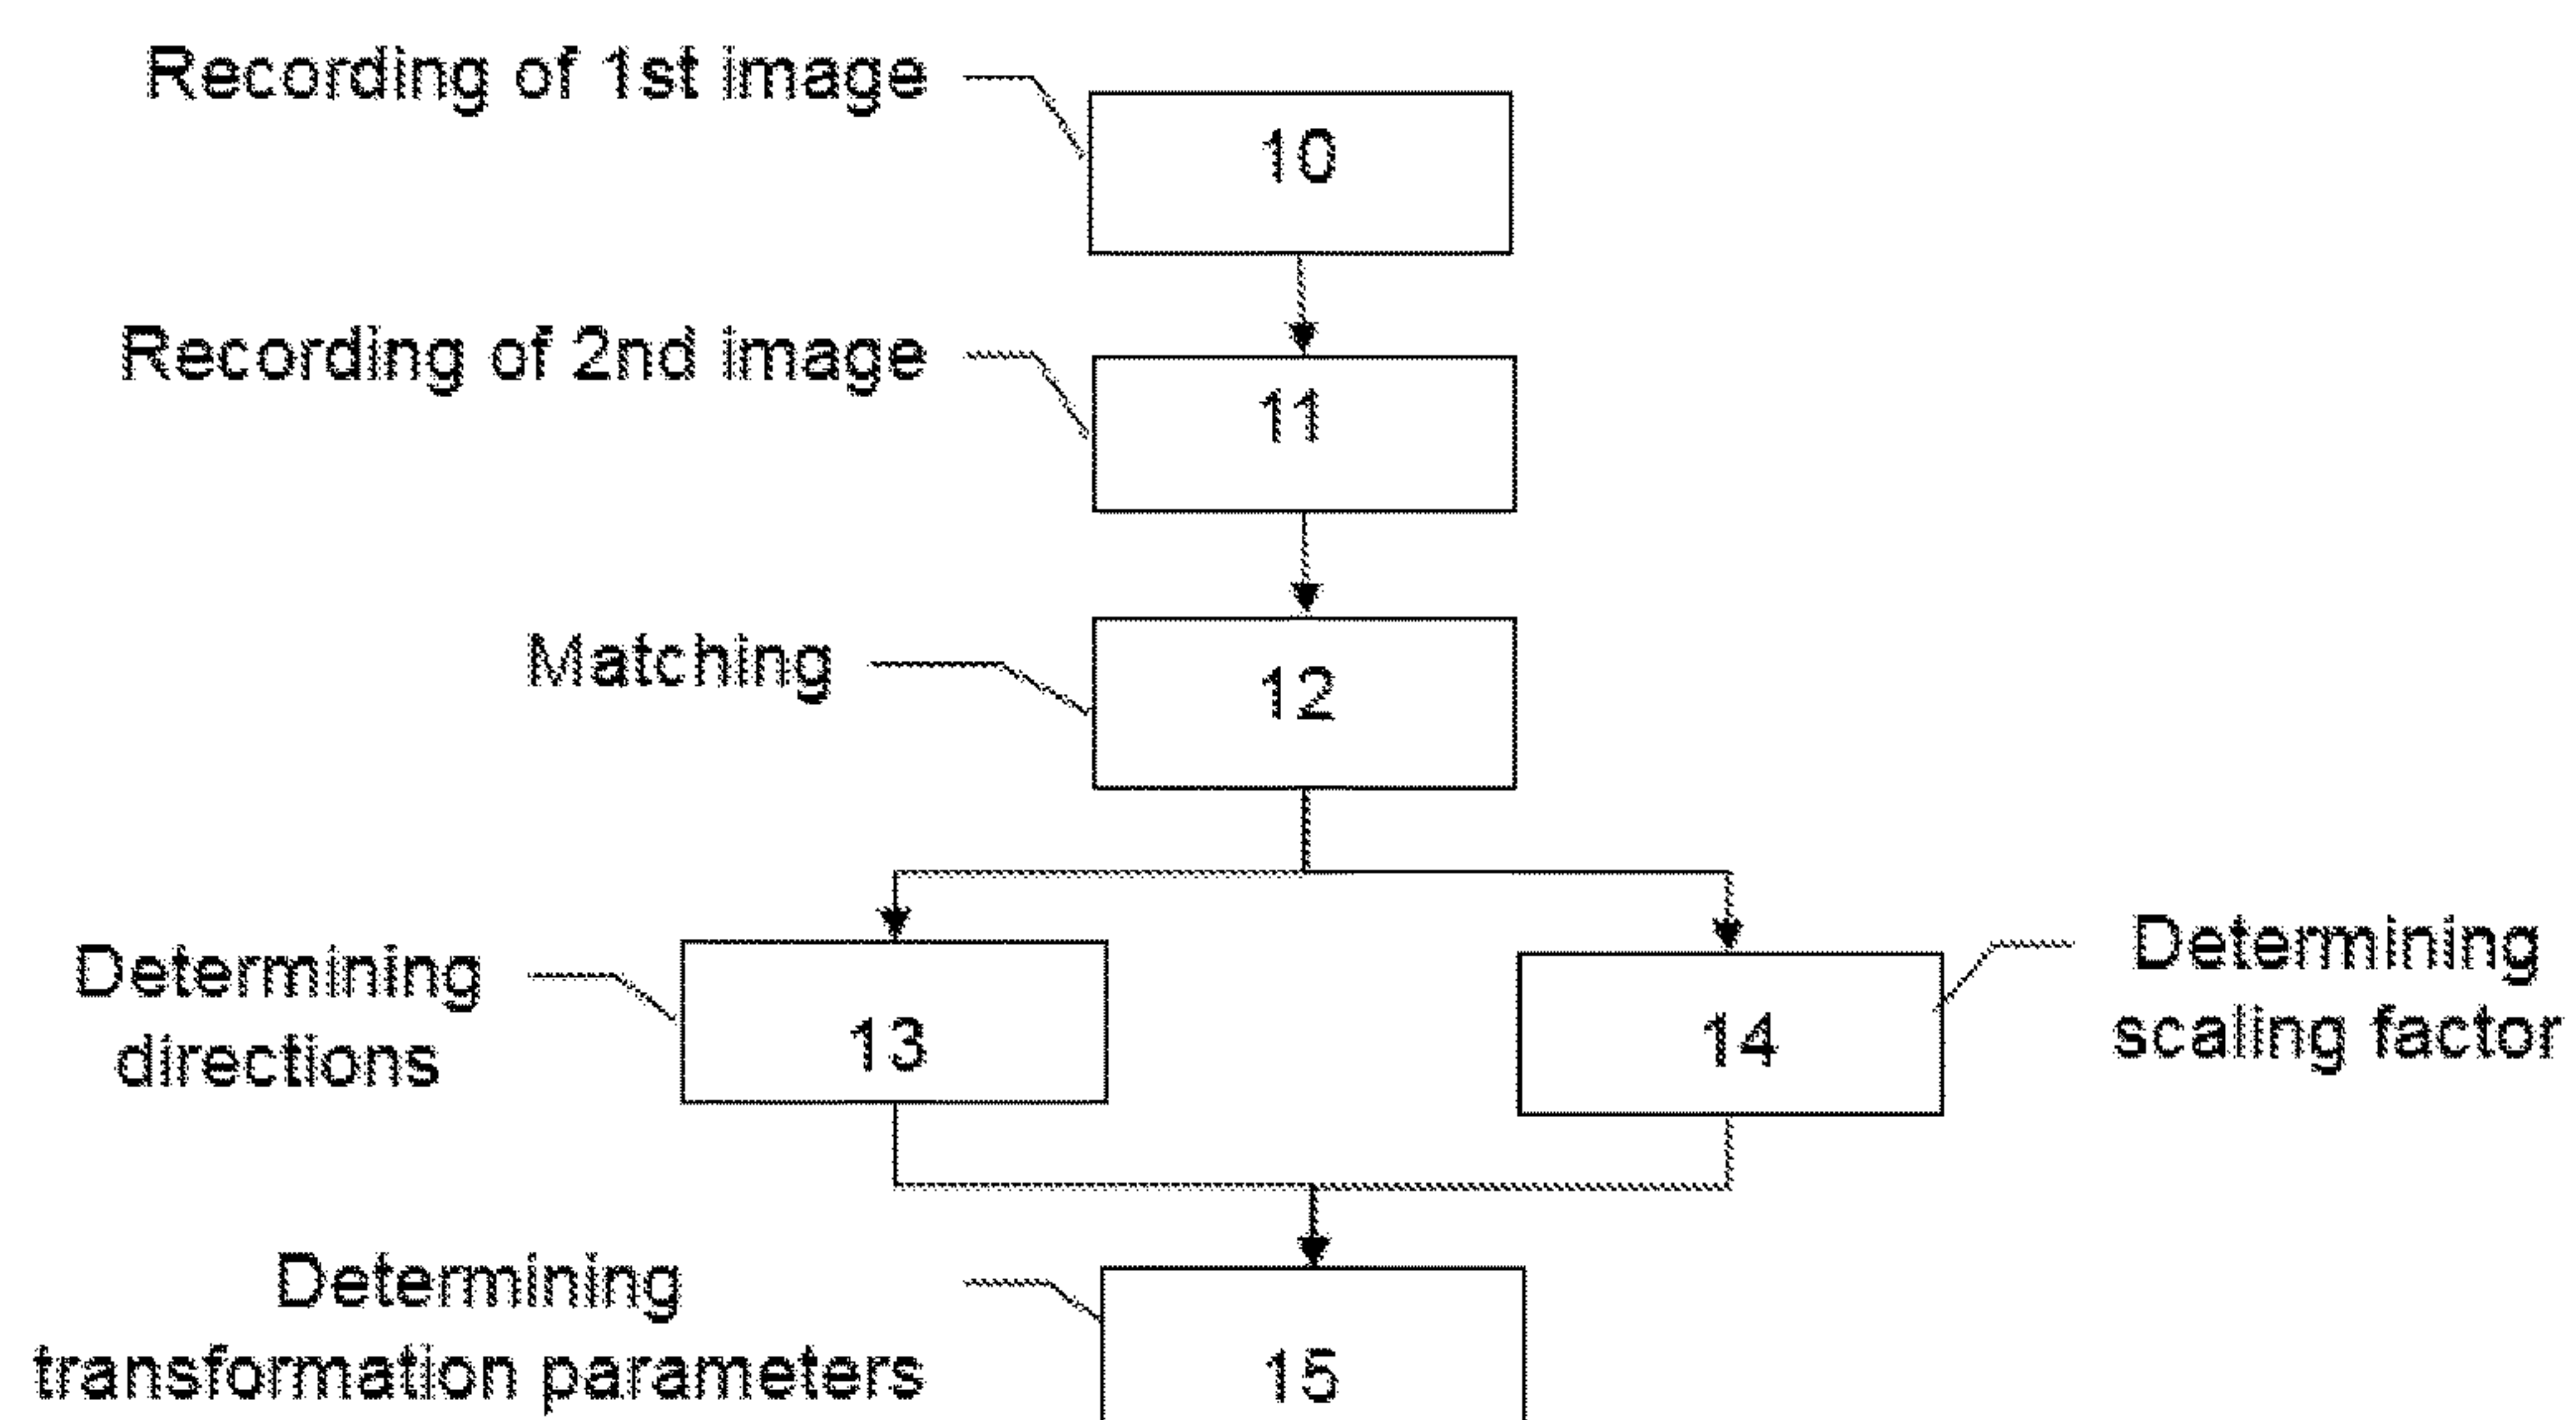 Recording of 1st image
10
Recording of 2nd image
11
Matching
12
Determining
directions
13
14
Determining
scaling factor
Determining
transformation parameters
15